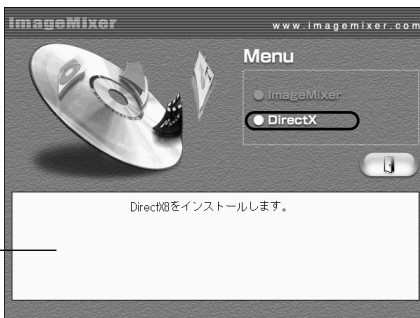 ImageMixer
www.imagemixer.com
Menu
ImageMixer
DirectX
DirectX8をインストールします。